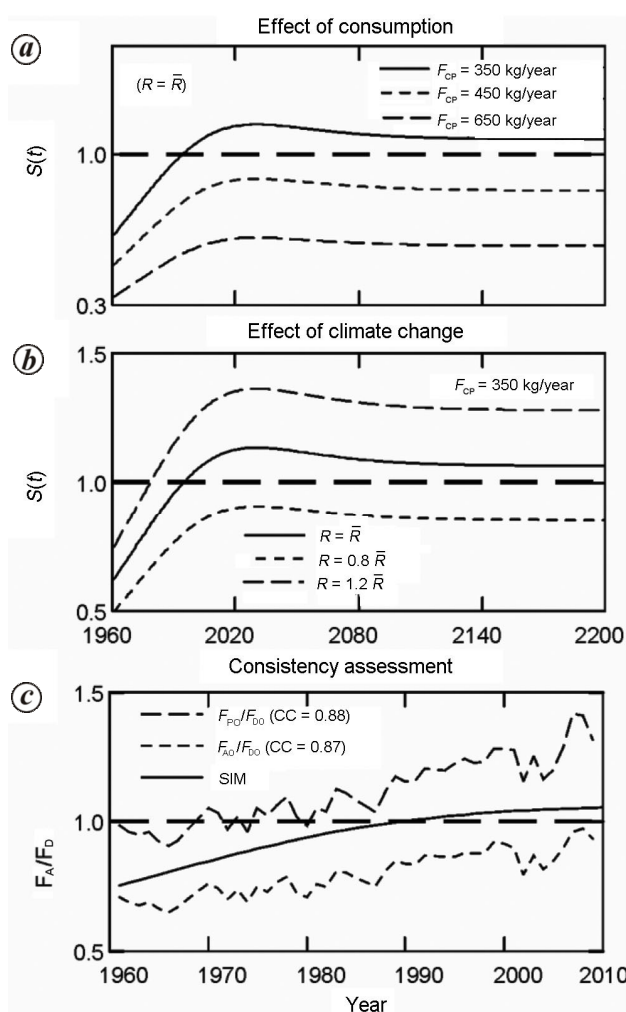 a
Effect of consumption
(R = R̄)
F_CP = 350 kg/year
F_CP = 450 kg/year
F_CP = 650 kg/year
S(t)
1.0
0.3
b
Effect of climate change
1.5
F_CP = 350 kg/year
S(t)
1.0
R = R̄
R = 0.8 R̄
R = 1.2 R̄
0.5
1960 2020 2080 2140 2200
c
Consistency assessment
1.5
F_PO/F_DO (CC = 0.88)
F_AO/F_DO (CC = 0.87)
SIM
F_A/F_D
1.0
0.5
1960 1970 1980 1990 2000 2010
Year